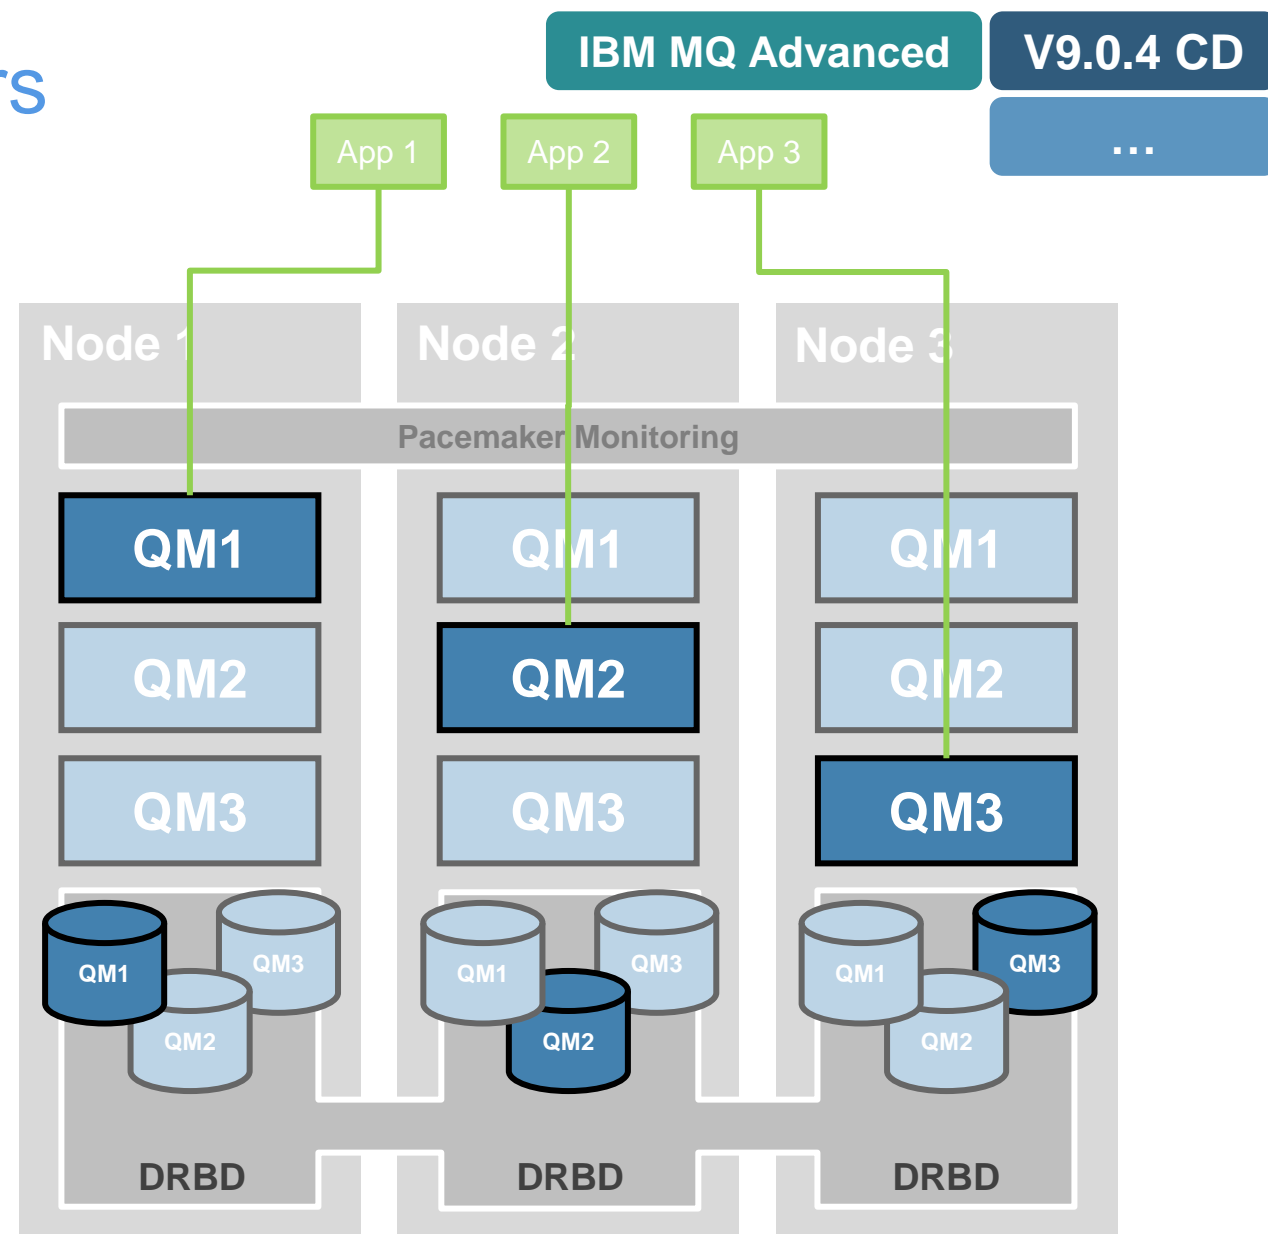 rs
IBM MQ Advanced
V9.0.4 CD
...
App 1
App 2
App 3
Node 1
Node 2
Node 3
Pacemaker Monitoring
QM1
QM1
QM1
QM2
QM2
QM2
QM3
QM3
QM3
QM1
QM3
QM2
QM1
QM3
QM2
QM1
QM3
QM2
DRBD
DRBD
DRBD